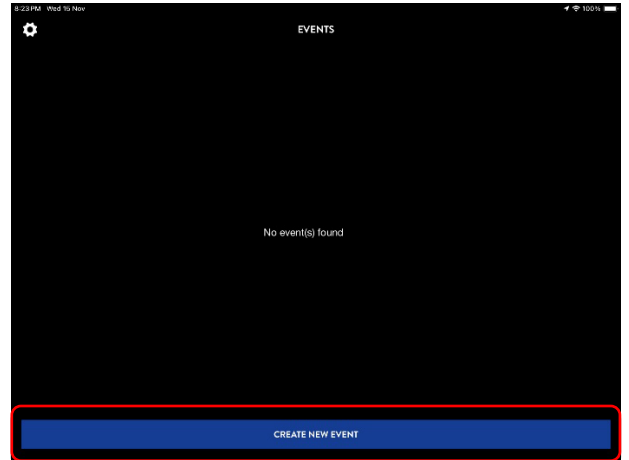 8:23 PM Wed 15 Nov 100%
EVENTS
No event(s) found
CREATE NEW EVENT